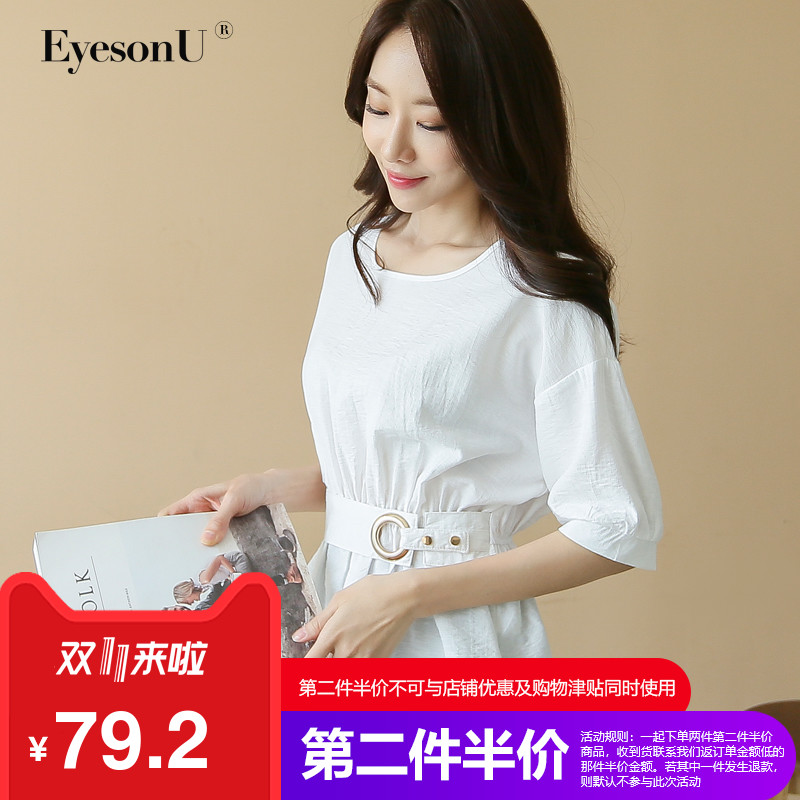 EyesonU®
OLK
双11来啦
¥79.2
第二件半价不可与店铺优惠及购物津贴同时使用
第二件半价
活动规则：一起下单两件第二件半价
商品，收到货联系我们返订单金额低的
那件半价金额。若其中一件发生退款，
则默认不参与此次活动